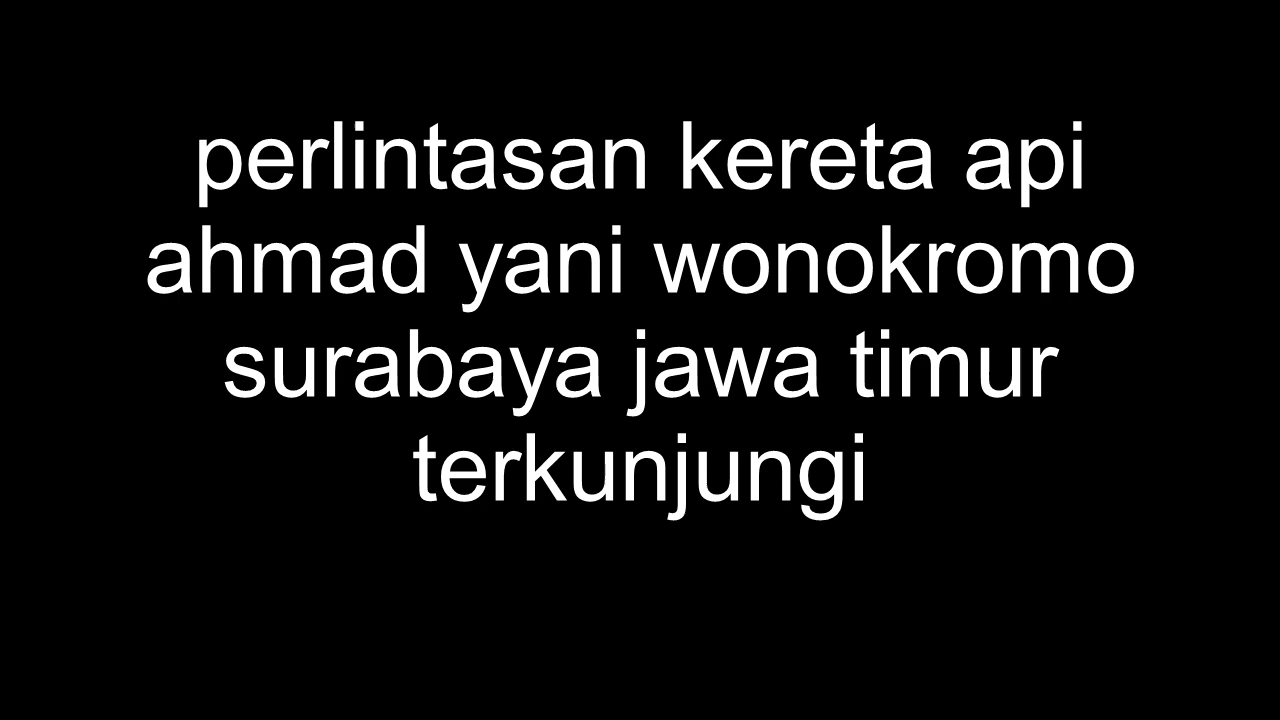 perlintasan kereta api
ahmad yani wonokromo
surabaya jawa timur
terkunjungi